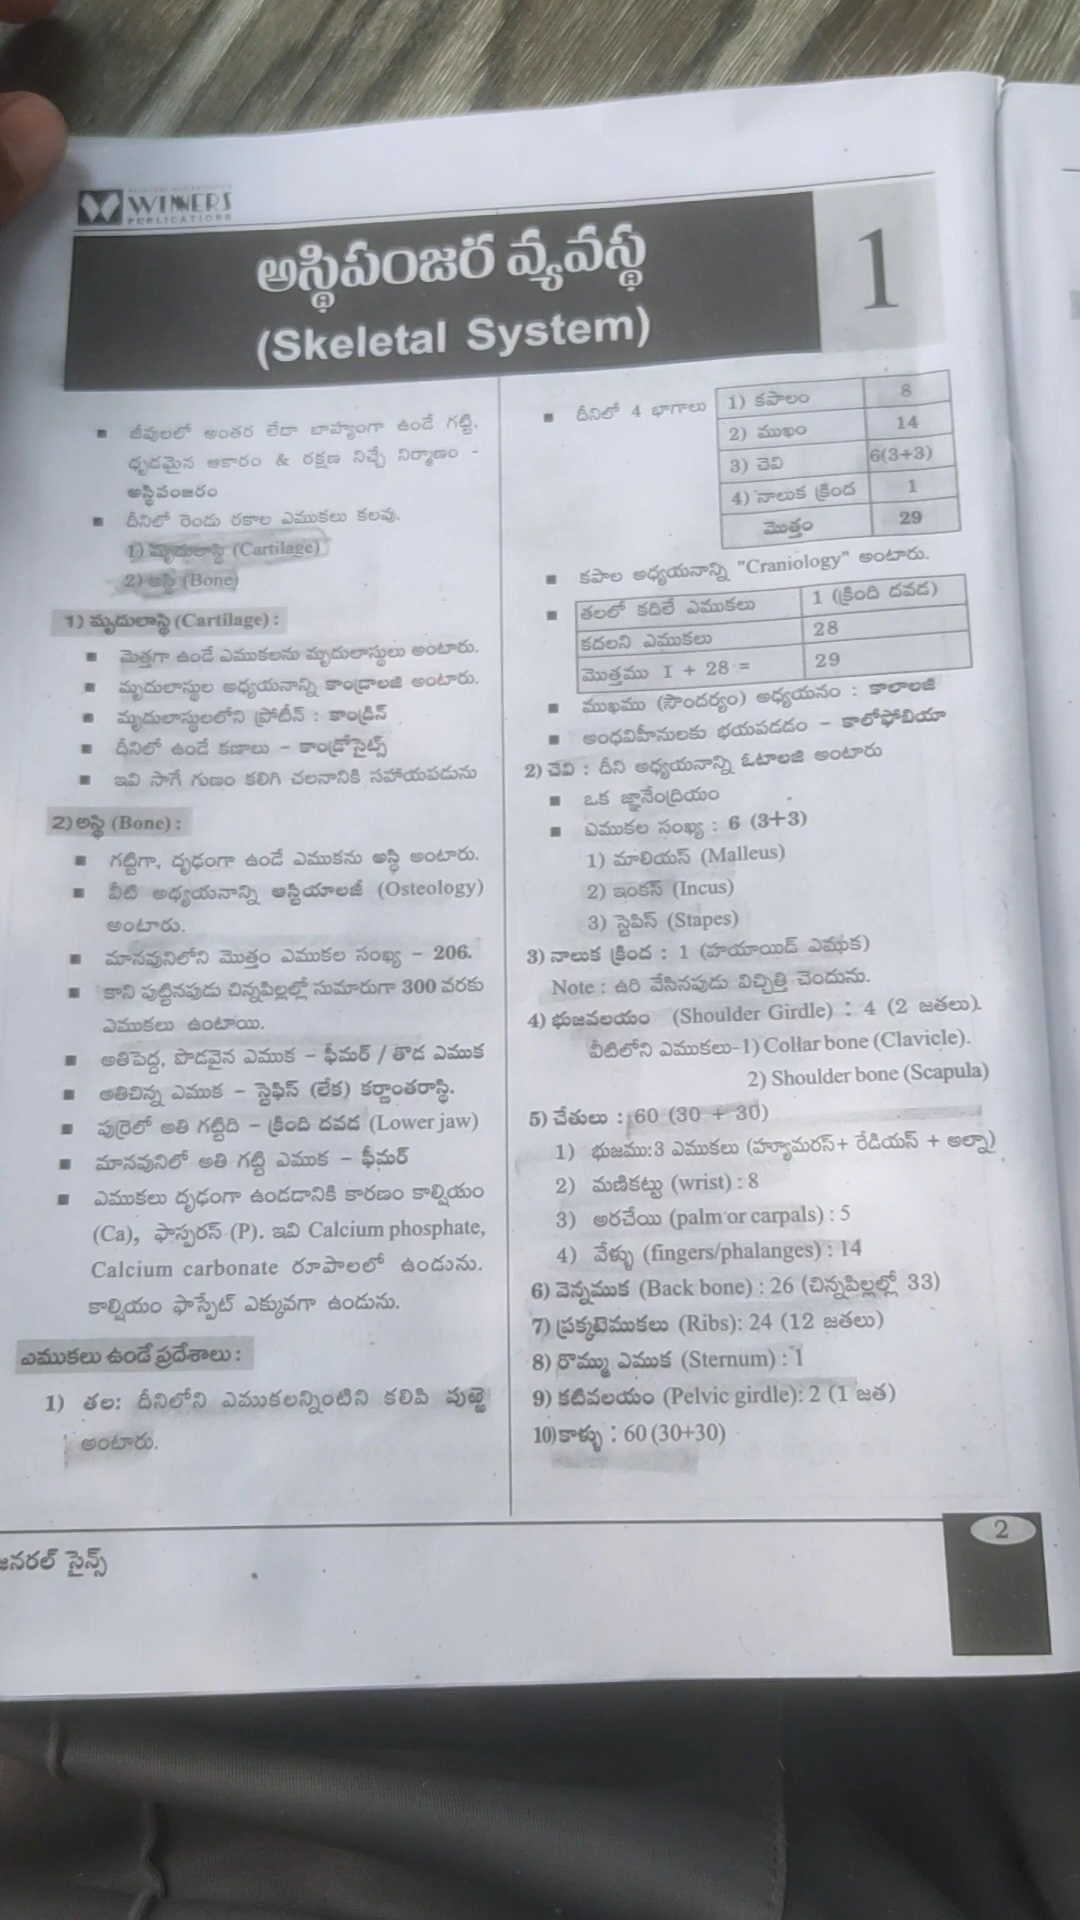 WINNERS
PUBLICATIONS
అస్థిపంజర వ్యవస్థ
(Skeletal System)
1
■ జీవులలో అంతర లేదా బాహ్యంగా ఉండే గట్టి,
ధృడమైన ఆకారం & రక్షణ నిచ్చే నిర్మాణం -
అస్థిపంజరం
■ దీనిలో రెండు రకాల ఎముకలు కలవు.
1) మృదులాస్థి (Cartilage)
2) అస్థి (Bone)
1) మృదులాస్థి (Cartilage) :
■ మెత్తగా ఉండే ఎముకలను మృదులాస్థులు అంటారు.
■ మృదులాస్థుల అధ్యయనాన్ని కాండ్రాలజి అంటారు.
■ మృదులాస్థులలోని ప్రోటీన్ : కాండ్రిన్
■ దీనిలో ఉండే కణాలు - కాండ్రోసైట్స్
■ ఇవి సాగే గుణం కలిగి చలనానికి సహాయపడును
2) అస్థి (Bone) :
■ గట్టిగా, దృఢంగా ఉండే ఎముకను అస్థి అంటారు.
■ వీటి అధ్యయనాన్ని ఆస్టియాలజీ (Osteology)
అంటారు.
■ మానవునిలోని మొత్తం ఎముకల సంఖ్య - 206.
■ కాని పుట్టినపుడు చిన్నపిల్లల్లో సుమారుగా 300 వరకు
ఎముకలు ఉంటాయి.
■ అతిపెద్ద, పొడవైన ఎముక - ఫీమర్ / తొడ ఎముక
■ అతిచిన్న ఎముక - స్టెఫిస్ (లేక) కర్ణాంతరాస్థి.
■ పుర్రెలో అతి గట్టిది - క్రింది దవడ (Lower jaw)
■ మానవునిలో అతి గట్టి ఎముక - ఫీమర్
■ ఎముకలు దృఢంగా ఉండడానికి కారణం కాల్షియం
(Ca), ఫాస్పరస్ (P). ఇవి Calcium phosphate,
Calcium carbonate రూపాలలో ఉండును.
కాల్షియం ఫాస్పేట్ ఎక్కువగా ఉండును.
ఎముకలు ఉండే ప్రదేశాలు :
1) తల: దీనిలోని ఎముకలన్నింటిని కలిపి పుఱ్ఱె
అంటారు.
■ దీనిలో 4 భాగాలు
1) కపాలం 8
2) ముఖం 14
3) చెవి 6(3+3)
4) నాలుక క్రింద 1
మొత్తం 29
■ కపాల అధ్యయనాన్ని "Craniology" అంటారు.
■ తలలో కదిలే ఎముకలు 1 (క్రింది దవడ)
కదలని ఎముకలు 28
మొత్తము I + 28 = 29
■ ముఖము (సౌందర్యం) అధ్యయనం : కాలాలజి
■ అంధవిహీనులకు భయపడడం - కాలోఫోబియా
2) చెవి : దీని అధ్యయనాన్ని ఓటాలజి అంటారు
■ ఒక జ్ఞానేంద్రియం
■ ఎముకల సంఖ్య : 6 (3+3)
1) మాలియస్ (Malleus)
2) ఇంకస్ (Incus)
3) స్టెపిస్ (Stapes)
3) నాలుక క్రింద : 1 (హయాయిడ్ ఎముక)
Note : ఉరి వేసినపుడు విచ్ఛిత్తి చెందును.
4) భుజవలయం (Shoulder Girdle) : 4 (2 జతలు).
వీటిలోని ఎముకలు-1) Collar bone (Clavicle).
2) Shoulder bone (Scapula)
5) చేతులు : 60 (30 + 30)
1) భుజము:3 ఎముకలు (హ్యూమరస్+ రేడియస్ + అల్నా)
2) మణికట్టు (wrist) : 8
3) అరచేయి (palm or carpals) : 5
4) వేళ్ళు (fingers/phalanges) : 14
6) వెన్నముక (Back bone) : 26 (చిన్నపిల్లల్లో 33)
7) ప్రక్కటెముకలు (Ribs): 24 (12 జతలు)
8) రొమ్ము ఎముక (Sternum) : 1
9) కటివలయం (Pelvic girdle): 2 (1 జత)
10)కాళ్ళు : 60 (30+30)
జనరల్ సైన్స్
2